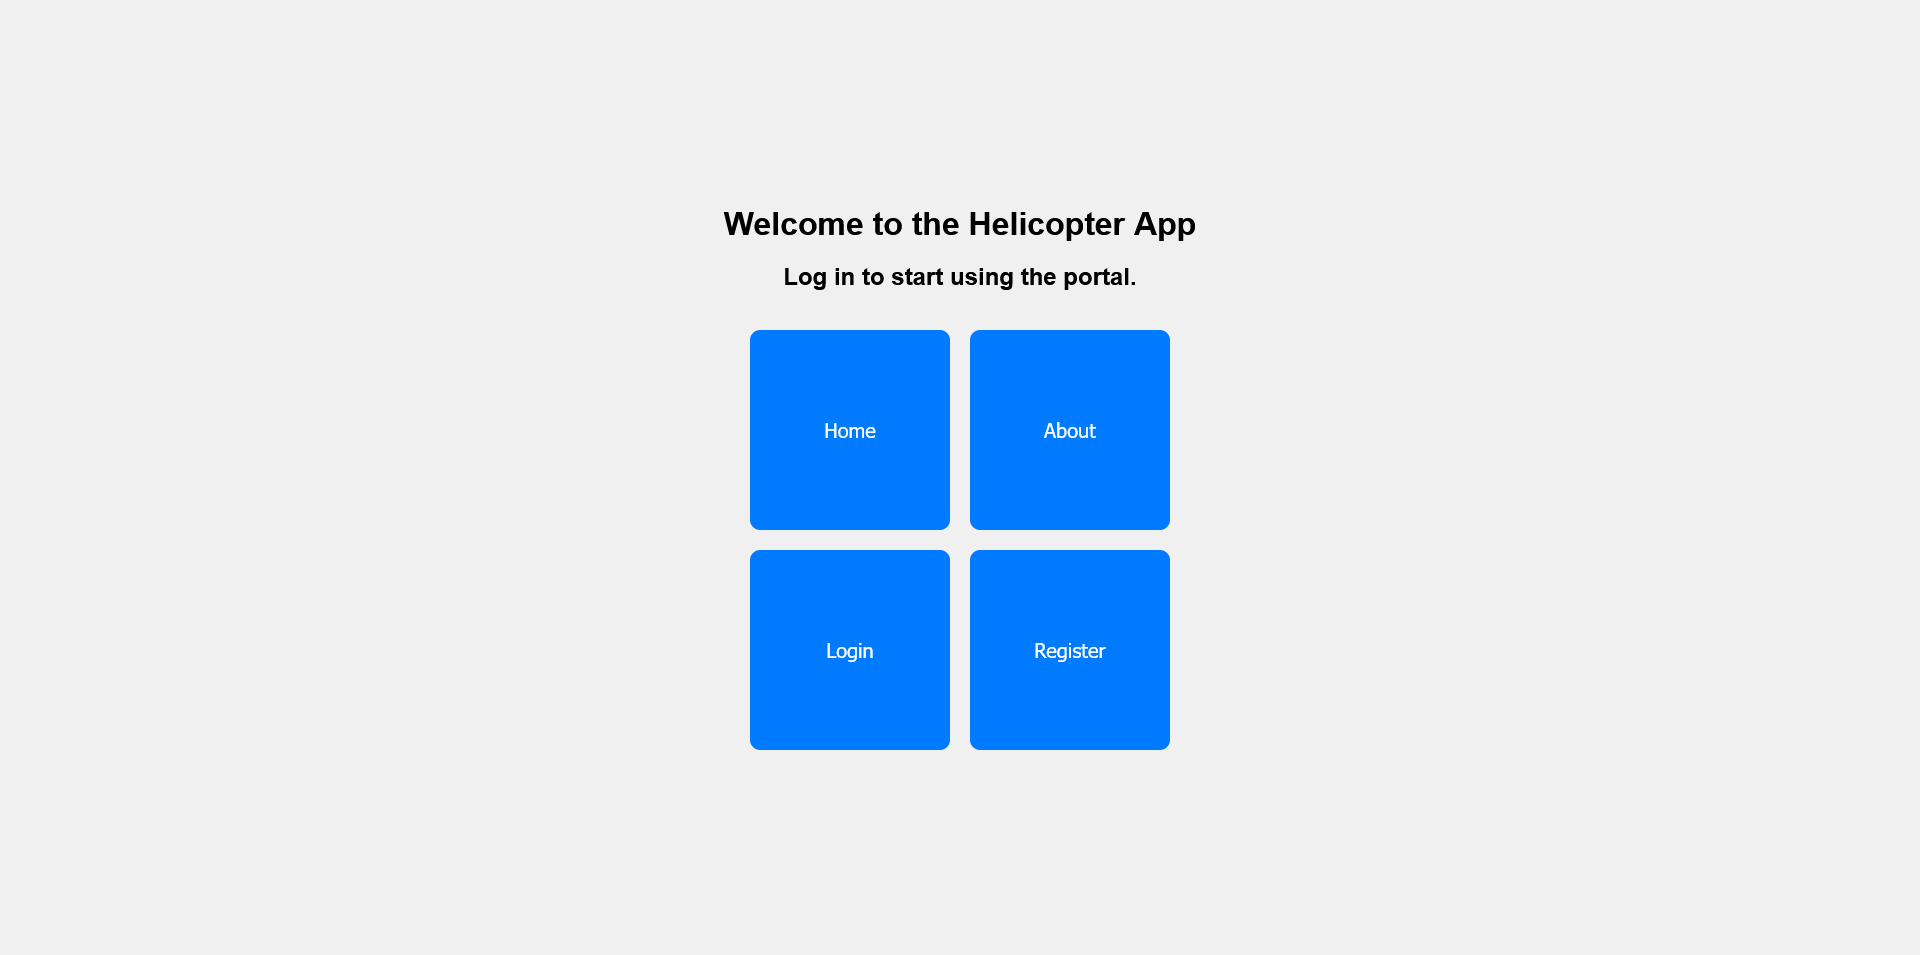 Welcome to the Helicopter App
Log in to start using the portal.
Home
About
Login
Register